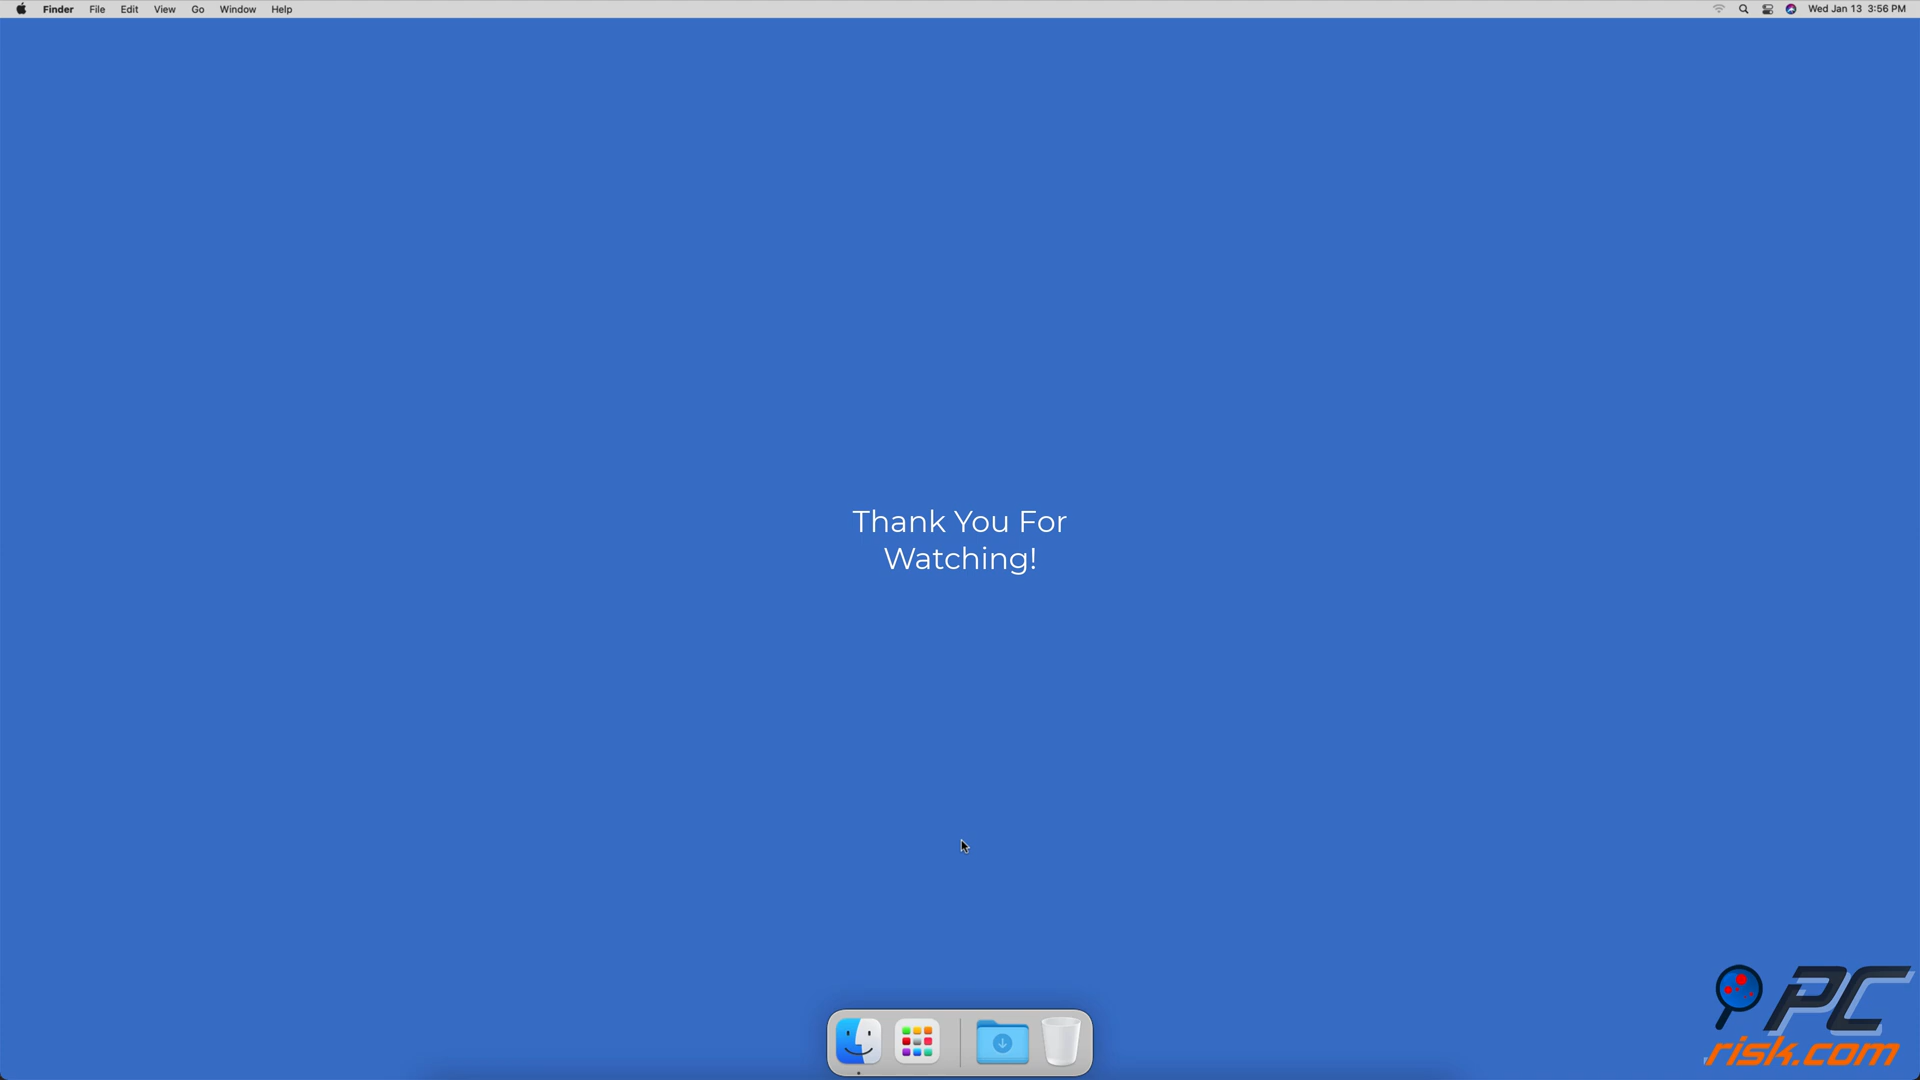 Finder File Edit View Go Window Help Wed Jan 13 3:56 PM
Thank You For
Watching!
PC
risk.com